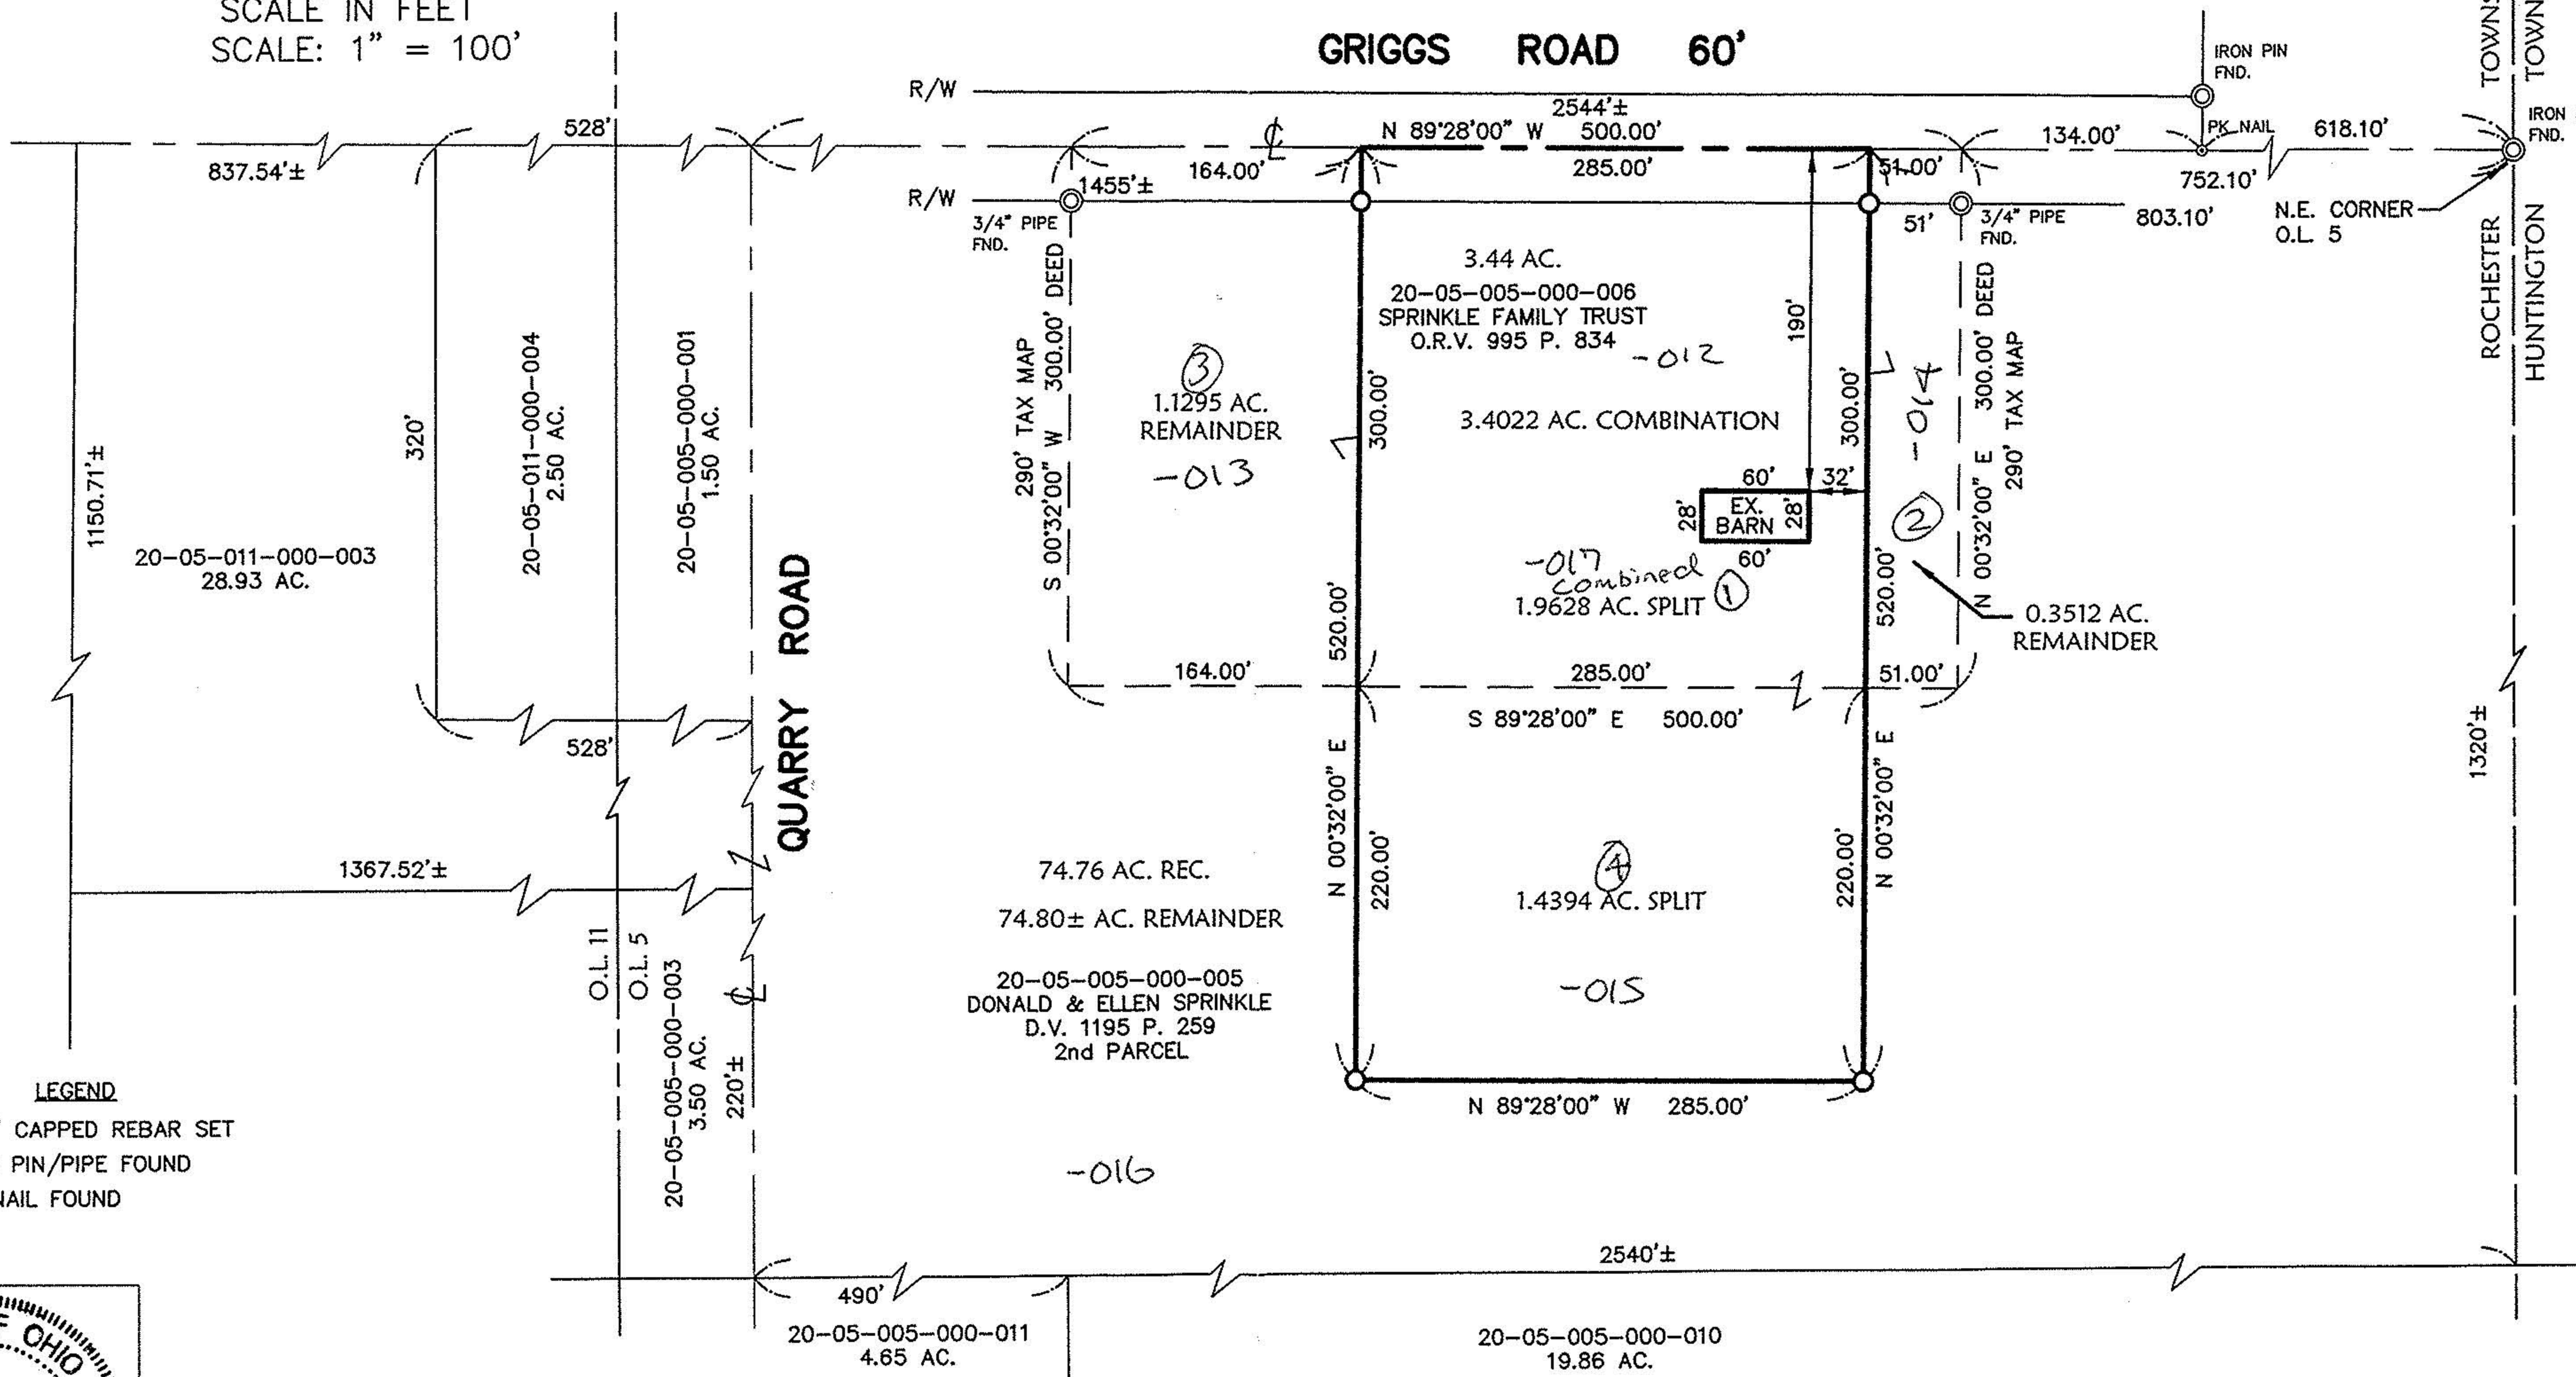 SCALE IN FEET
SCALE: 1" = 100'
GRIGGS ROAD 60'
R/W
2544'±
IRON PIN
FND.
TOWNS
TOWN
837.54'±
528'
℄
N 89°28'00" W 500.00'
134.00'
PK NAIL
618.10'
IRON
FND.
164.00'
285.00'
51.00'
752.10'
R/W
1455'±
3/4" PIPE
FND.
51'
3/4" PIPE
FND.
803.10'
N.E. CORNER
O.L. 5
ROCHESTER
HUNTINGTON
3.44 AC.
20-05-005-000-006
SPRINKLE FAMILY TRUST
O.R.V. 995 P. 834
-012
190'
290' TAX MAP
S 00°32'00" W 300.00' DEED
3
1.1295 AC.
REMAINDER
-013
300.00'
3.4022 AC. COMBINATION
300.00'
-014
2
N 00°32'00" E 300.00' DEED
290' TAX MAP
1150.71'±
320'
20-05-011-000-004
2.50 AC.
20-05-005-000-001
1.50 AC.
60'
32'
28'
EX.
BARN
28'
60'
20-05-011-000-003
28.93 AC.
QUARRY ROAD
-017
combined
1
1.9628 AC. SPLIT
520.00'
520.00'
0.3512 AC.
REMAINDER
164.00'
285.00'
51.00'
S 89°28'00" E 500.00'
528'
N 00°32'00" E
220.00'
220.00'
N 00°32'00" E
1320'±
1367.52'±
74.76 AC. REC.
74.80± AC. REMAINDER
4
1.4394 AC. SPLIT
O.L. 11
O.L. 5
20-05-005-000-003
3.50 AC.
℄
220'±
20-05-005-000-005
DONALD & ELLEN SPRINKLE
D.V. 1195 P. 259
2nd PARCEL
-015
N 89°28'00" W 285.00'
LEGEND
CAPPED REBAR SET
PIN/PIPE FOUND
NAIL FOUND
-016
2540'±
490'
20-05-005-000-011
4.65 AC.
20-05-005-000-010
19.86 AC.
OHIO